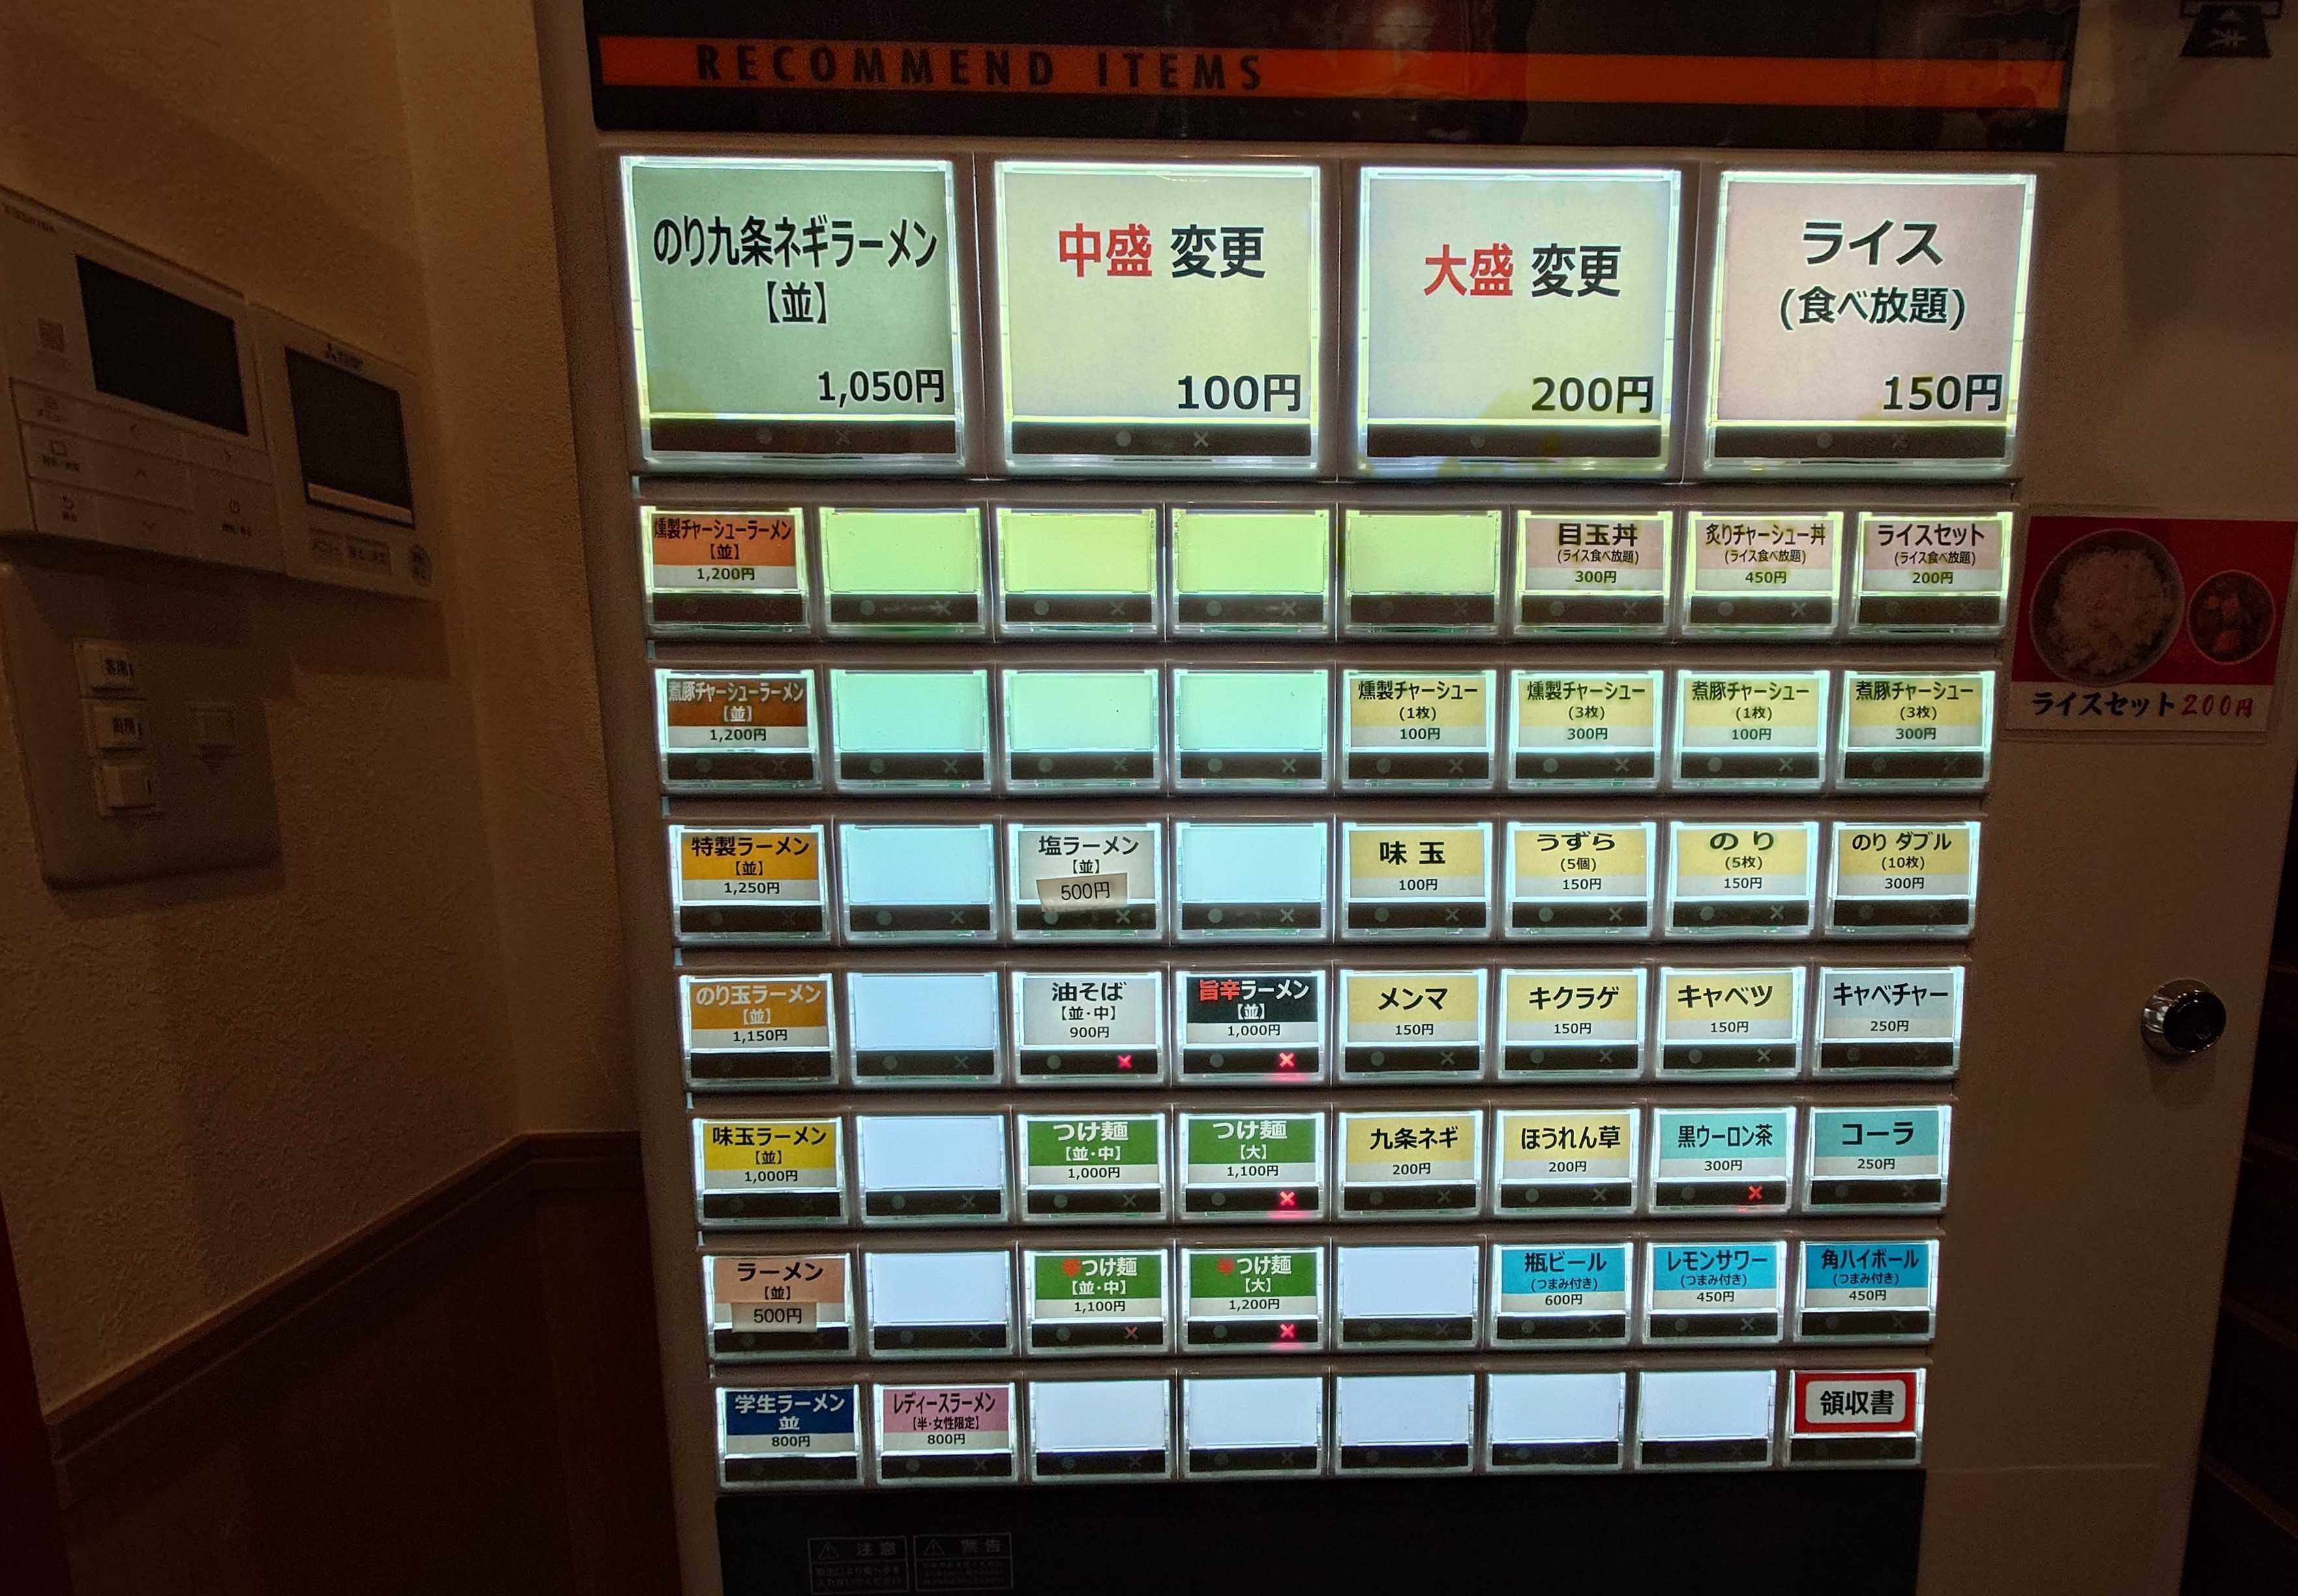 RECOMMEND ITEMS
のり九条ネギラーメン
【並】
1,050円
中盛 変更
100円
大盛 変更
200円
ライス
(食べ放題)
150円
燻製チャーシューラーメン
【並】
1,200円
目玉丼
(ライス食べ放題)
300円
炙りチャーシュー丼
(ライス食べ放題)
450円
ライスセット
(ライス食べ放題)
200円
煮豚チャーシューラーメン
【並】
1,200円
燻製チャーシュー
(1枚)
100円
燻製チャーシュー
(3枚)
300円
煮豚チャーシュー
(1枚)
100円
煮豚チャーシュー
(3枚)
300円
ライスセット200円
特製ラーメン
【並】
1,250円
塩ラーメン
【並】
500円
味玉
100円
うずら
(5個)
150円
のり
(5枚)
150円
のり ダブル
(10枚)
300円
のり玉ラーメン
【並】
1,150円
油そば
【並・中】
900円
旨辛ラーメン
【並】
1,000円
メンマ
150円
キクラゲ
150円
キャベツ
150円
キャベチャー
250円
味玉ラーメン
【並】
1,000円
つけ麺
【並・中】
1,000円
つけ麺
【大】
1,100円
九条ネギ
200円
ほうれん草
200円
黒ウーロン茶
300円
コーラ
250円
ラーメン
【並】
500円
辛つけ麺
【並・中】
1,100円
辛つけ麺
【大】
1,200円
瓶ビール
(つまみ付き)
600円
レモンサワー
(つまみ付き)
450円
角ハイボール
(つまみ付き)
450円
学生ラーメン
並
800円
レディースラーメン
【半・女性限定】
800円
領収書
注意
警告